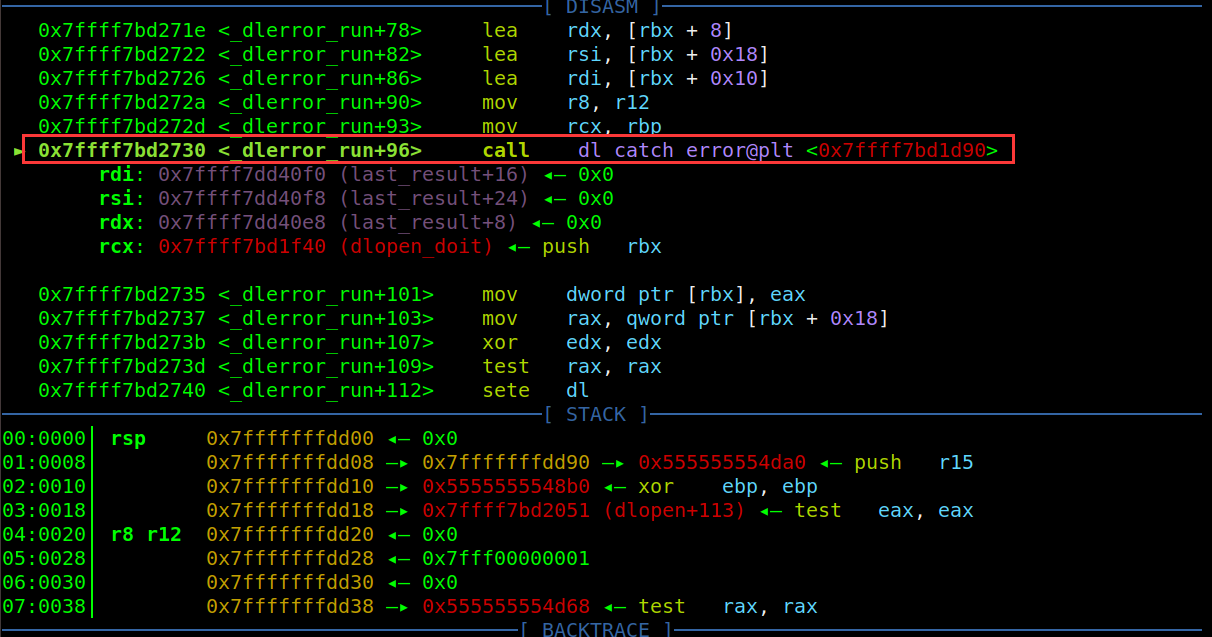 [ DISASM ]
0x7ffff7bd271e <_dlerror_run+78> lea rdx, [rbx + 8]
0x7ffff7bd2722 <_dlerror_run+82> lea rsi, [rbx + 0x18]
0x7ffff7bd2726 <_dlerror_run+86> lea rdi, [rbx + 0x10]
0x7ffff7bd272a <_dlerror_run+90> mov r8, r12
0x7ffff7bd272d <_dlerror_run+93> mov rcx, rbp
► 0x7ffff7bd2730 <_dlerror_run+96> call _dl_catch_error@plt <0x7ffff7bd1d90>
rdi: 0x7ffff7dd40f0 (last_result+16) ◂— 0x0
rsi: 0x7ffff7dd40f8 (last_result+24) ◂— 0x0
rdx: 0x7ffff7dd40e8 (last_result+8) ◂— 0x0
rcx: 0x7ffff7bd1f40 (dlopen_doit) ◂— push rbx
0x7ffff7bd2735 <_dlerror_run+101> mov dword ptr [rbx], eax
0x7ffff7bd2737 <_dlerror_run+103> mov rax, qword ptr [rbx + 0x18]
0x7ffff7bd273b <_dlerror_run+107> xor edx, edx
0x7ffff7bd273d <_dlerror_run+109> test rax, rax
0x7ffff7bd2740 <_dlerror_run+112> sete dl
[ STACK ]
00:0000│ rsp 0x7fffffffdd00 ◂— 0x0
01:0008│ 0x7fffffffdd08 —▸ 0x7fffffffdd90 —▸ 0x555555554da0 ◂— push r15
02:0010│ 0x7fffffffdd10 —▸ 0x5555555548b0 ◂— xor ebp, ebp
03:0018│ 0x7fffffffdd18 —▸ 0x7ffff7bd2051 (dlopen+113) ◂— test eax, eax
04:0020│ r8 r12 0x7fffffffdd20 ◂— 0x0
05:0028│ 0x7fffffffdd28 ◂— 0x7fff00000001
06:0030│ 0x7fffffffdd30 ◂— 0x0
07:0038│ 0x7fffffffdd38 —▸ 0x555555554d68 ◂— test rax, rax
[ BACKTRACE ]